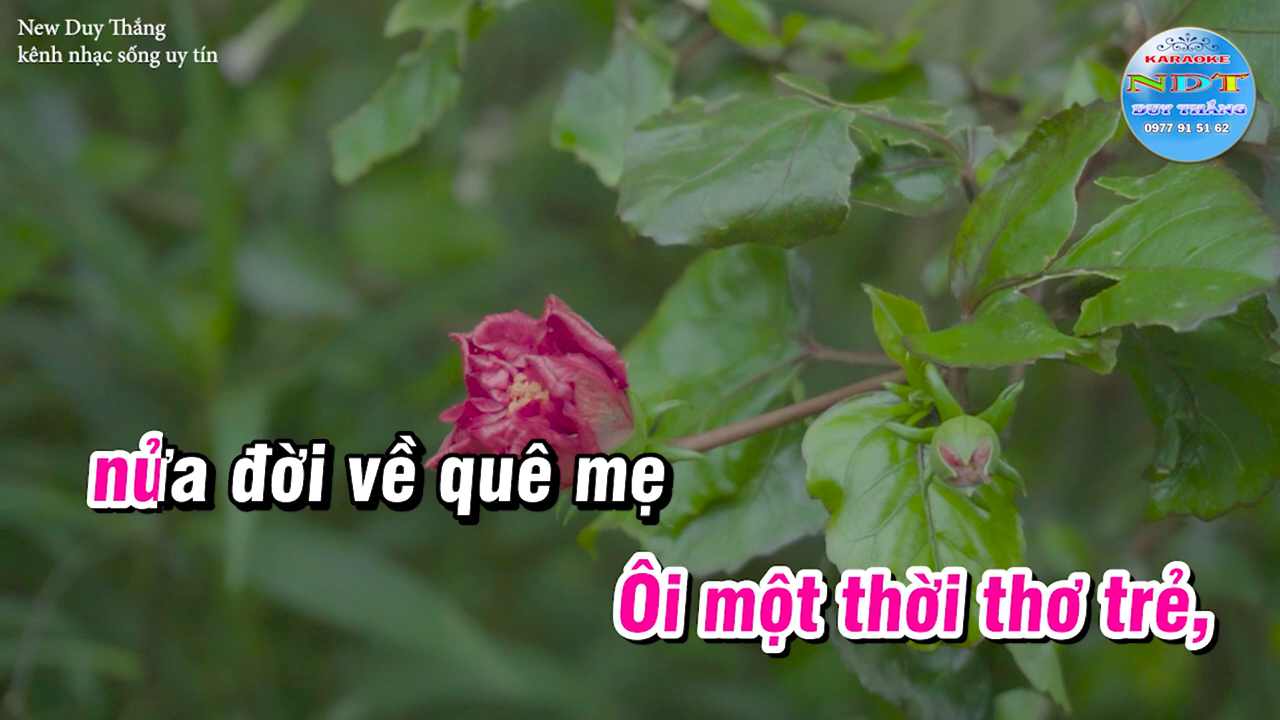 New Duy Thắng
kênh nhạc sống uy tín
KARAOKE
NDT
DUY THẮNG
0977 91 51 62
nửa đời về quê mẹ
Ôi một thời thơ trẻ,